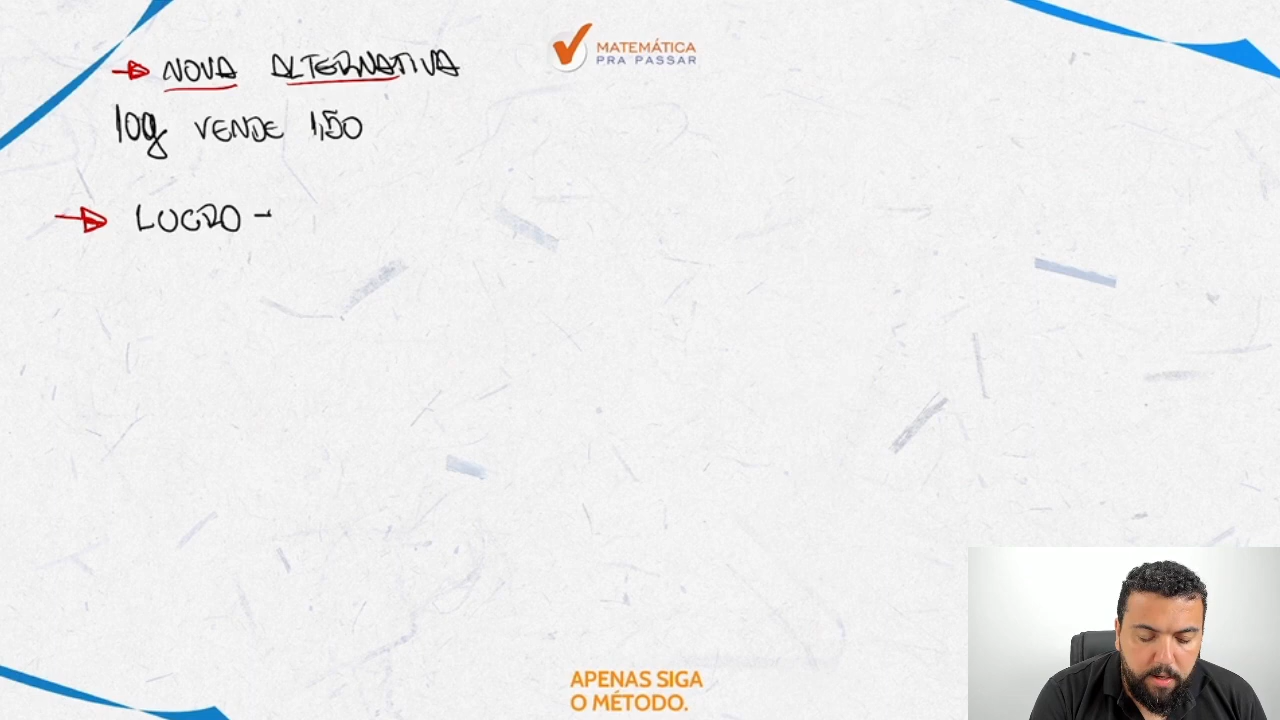 NOVA ALTERNATIVA
MATEMÁTICA
PRA PASSAR
10g VENDE 1,50
LUCRO -
APENAS SIGA
O MÉTODO.